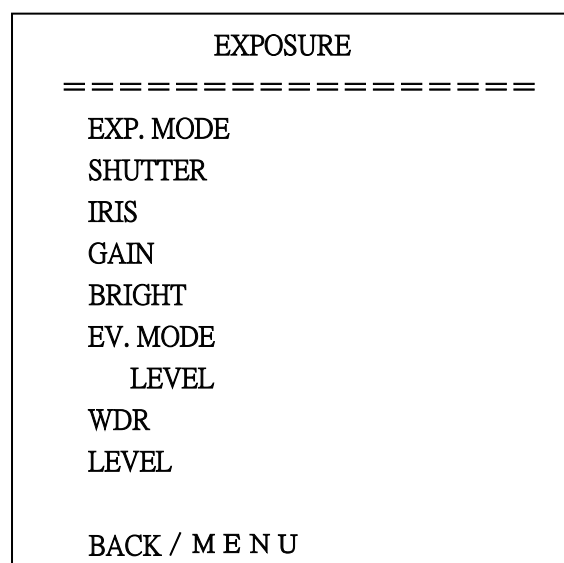 EXPOSURE
=================
EXP. MODE
SHUTTER
IRIS
GAIN
BRIGHT
EV. MODE
LEVEL
WDR
LEVEL
BACK / M E N U